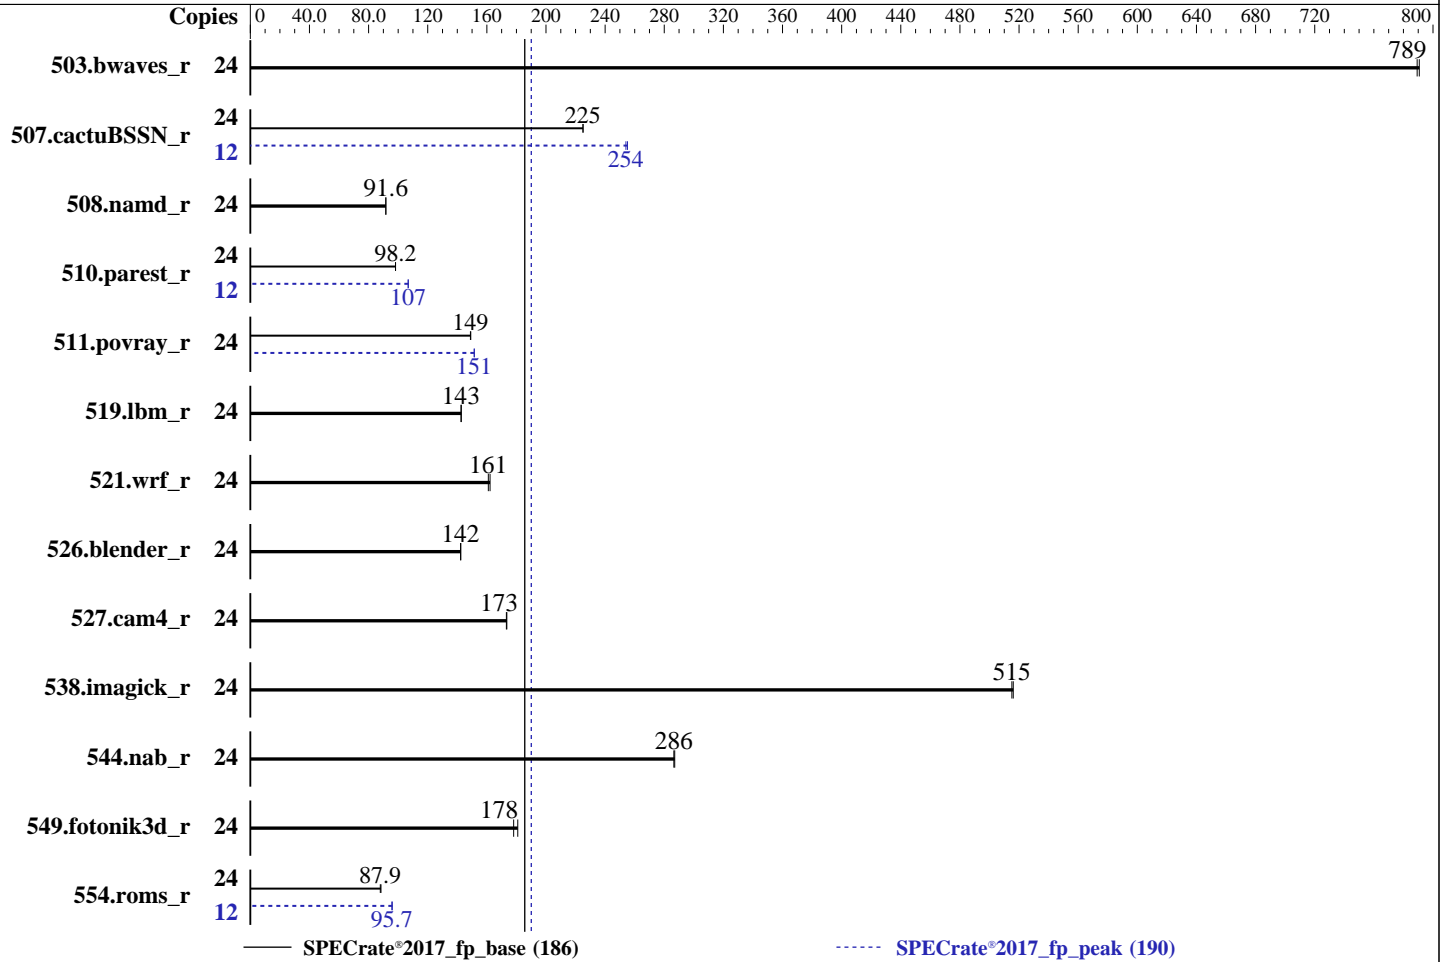 Copies 0 40.0 80.0 120 160 200 240 280 320 360 400 440 480 520 560 600 640 680 720 800
503.bwaves_r 24 789
24 225
507.cactuBSSN_r
12 254
508.namd_r 24 91.6
24 98.2
510.parest_r
12 107
149
511.povray_r 24
151
519.lbm_r 24 143
521.wrf_r 24 161
526.blender_r 24 142
527.cam4_r 24 173
538.imagick_r 24 515
544.nab_r 24 286
549.fotonik3d_r 24 178
24 87.9
554.roms_r
12 95.7
SPECrate®2017_fp_base (186) SPECrate®2017_fp_peak (190)